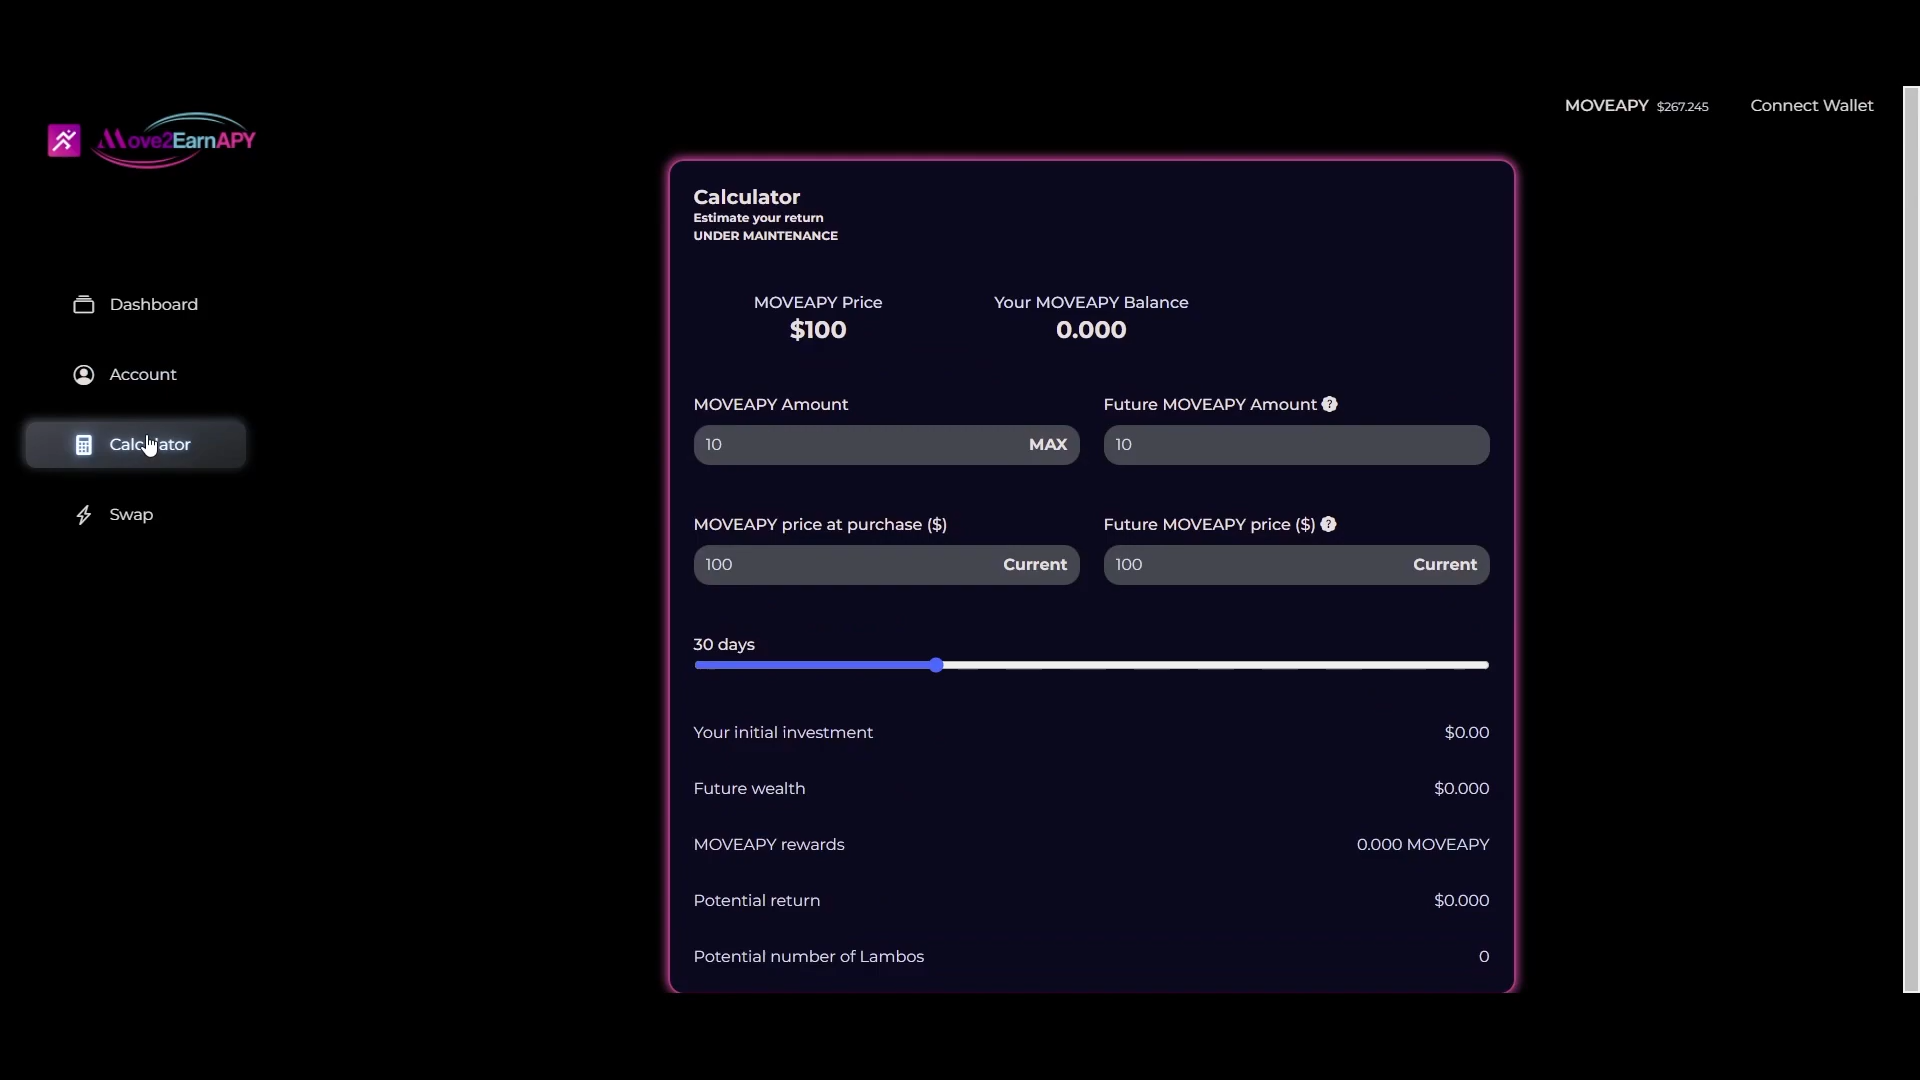 Move2EarnAPY
MOVEAPY $267.245 Connect Wallet
Dashboard
Account
Calculator
Swap
Calculator
Estimate your return
UNDER MAINTENANCE
MOVEAPY Price Your MOVEAPY Balance
$100 0.000
MOVEAPY Amount Future MOVEAPY Amount ?
10 MAX 10
MOVEAPY price at purchase ($) Future MOVEAPY price ($) ?
100 Current 100 Current
30 days
Your initial investment $0.00
Future wealth $0.000
MOVEAPY rewards 0.000 MOVEAPY
Potential return $0.000
Potential number of Lambos 0